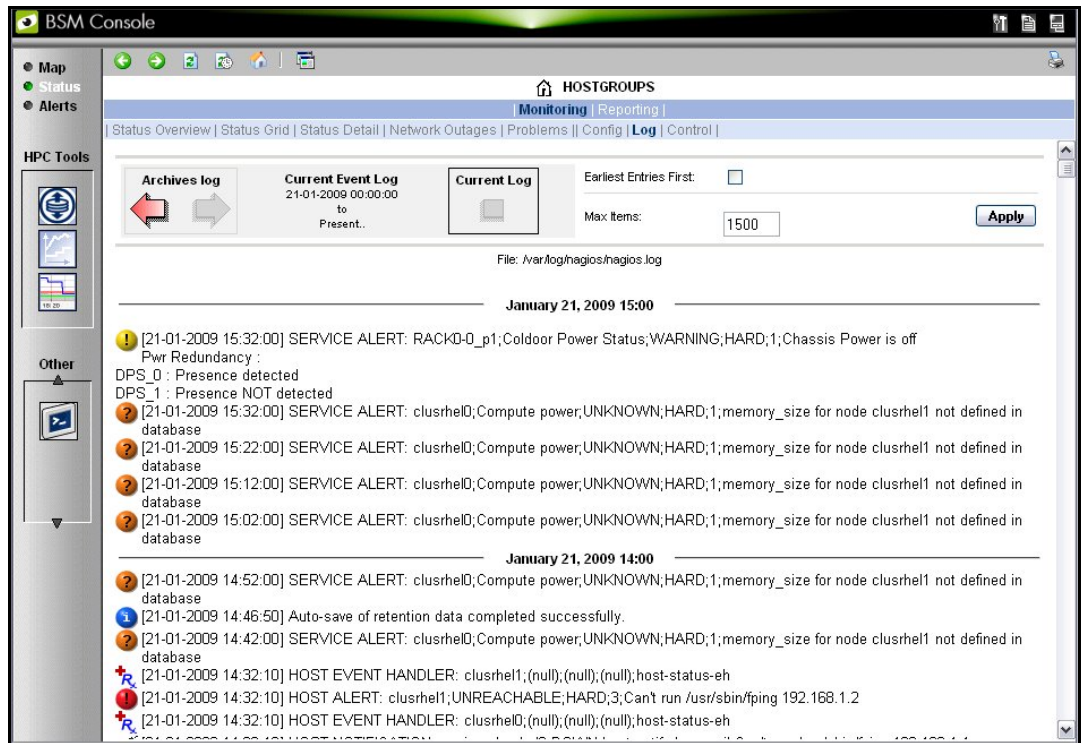 BSM Console
Map
Status
Alerts
HPC Tools
16: 20
Other
HOSTGROUPS
| Monitoring | Reporting |
| Status Overview | Status Grid | Status Detail | Network Outages | Problems || Config | Log | Control |
Archives log
Current Event Log
21-01-2009 00:00:00
to
Present..
Current Log
Earliest Entries First:
Max Items:
1500
Apply
File: /var/log/nagios/nagios.log
January 21, 2009 15:00
[21-01-2009 15:32:00] SERVICE ALERT: RACK0-0_p1;Coldoor Power Status;WARNING;HARD;1;Chassis Power is off
Pwr Redundancy :
DPS_0 : Presence detected
DPS_1 : Presence NOT detected
[21-01-2009 15:32:00] SERVICE ALERT: clusrhel0;Compute power;UNKNOWN;HARD;1;memory_size for node clusrhel1 not defined in
database
[21-01-2009 15:22:00] SERVICE ALERT: clusrhel0;Compute power;UNKNOWN;HARD;1;memory_size for node clusrhel1 not defined in
database
[21-01-2009 15:12:00] SERVICE ALERT: clusrhel0;Compute power;UNKNOWN;HARD;1;memory_size for node clusrhel1 not defined in
database
[21-01-2009 15:02:00] SERVICE ALERT: clusrhel0;Compute power;UNKNOWN;HARD;1;memory_size for node clusrhel1 not defined in
database
January 21, 2009 14:00
[21-01-2009 14:52:00] SERVICE ALERT: clusrhel0;Compute power;UNKNOWN;HARD;1;memory_size for node clusrhel1 not defined in
database
[21-01-2009 14:46:50] Auto-save of retention data completed successfully.
[21-01-2009 14:42:00] SERVICE ALERT: clusrhel0;Compute power;UNKNOWN;HARD;1;memory_size for node clusrhel1 not defined in
database
[21-01-2009 14:32:10] HOST EVENT HANDLER: clusrhel1;(null);(null);(null);host-status-eh
[21-01-2009 14:32:10] HOST ALERT: clusrhel1;UNREACHABLE;HARD;3;Can't run /usr/sbin/fping 192.168.1.2
[21-01-2009 14:32:10] HOST EVENT HANDLER: clusrhel0;(null);(null);(null);host-status-eh